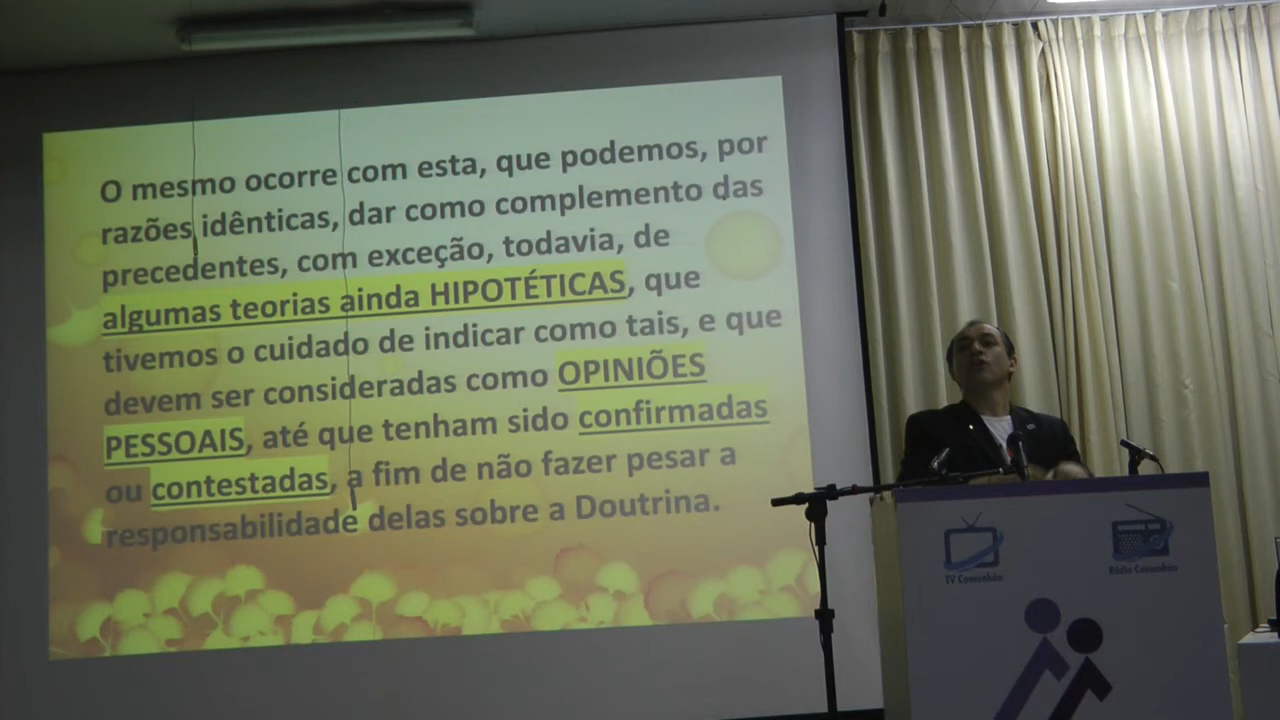 O mesmo ocorre com esta, que podemos, por
razões idênticas, dar como complemento das
precedentes, com exceção, todavia, de
algumas teorias ainda HIPOTÉTICAS, que
tivemos o cuidado de indicar como tais, e que
devem ser consideradas como OPINIÕES
PESSOAIS, até que tenham sido confirmadas
ou contestadas, a fim de não fazer pesar a
responsabilidade delas sobre a Doutrina.
TV Comunhão
Rádio Comunhão